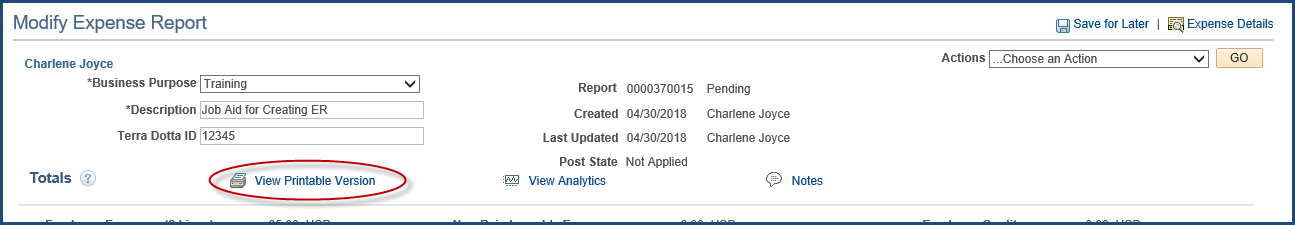 Modify Expense Report
Save for Later | Expense Details
Charlene Joyce
Actions ...Choose an Action GO
*Business Purpose Training
Report 0000370015 Pending
*Description Job Aid for Creating ER
Created 04/30/2018 Charlene Joyce
Terra Dotta ID 12345
Last Updated 04/30/2018 Charlene Joyce
Post State Not Applied
Totals ? View Printable Version View Analytics Notes